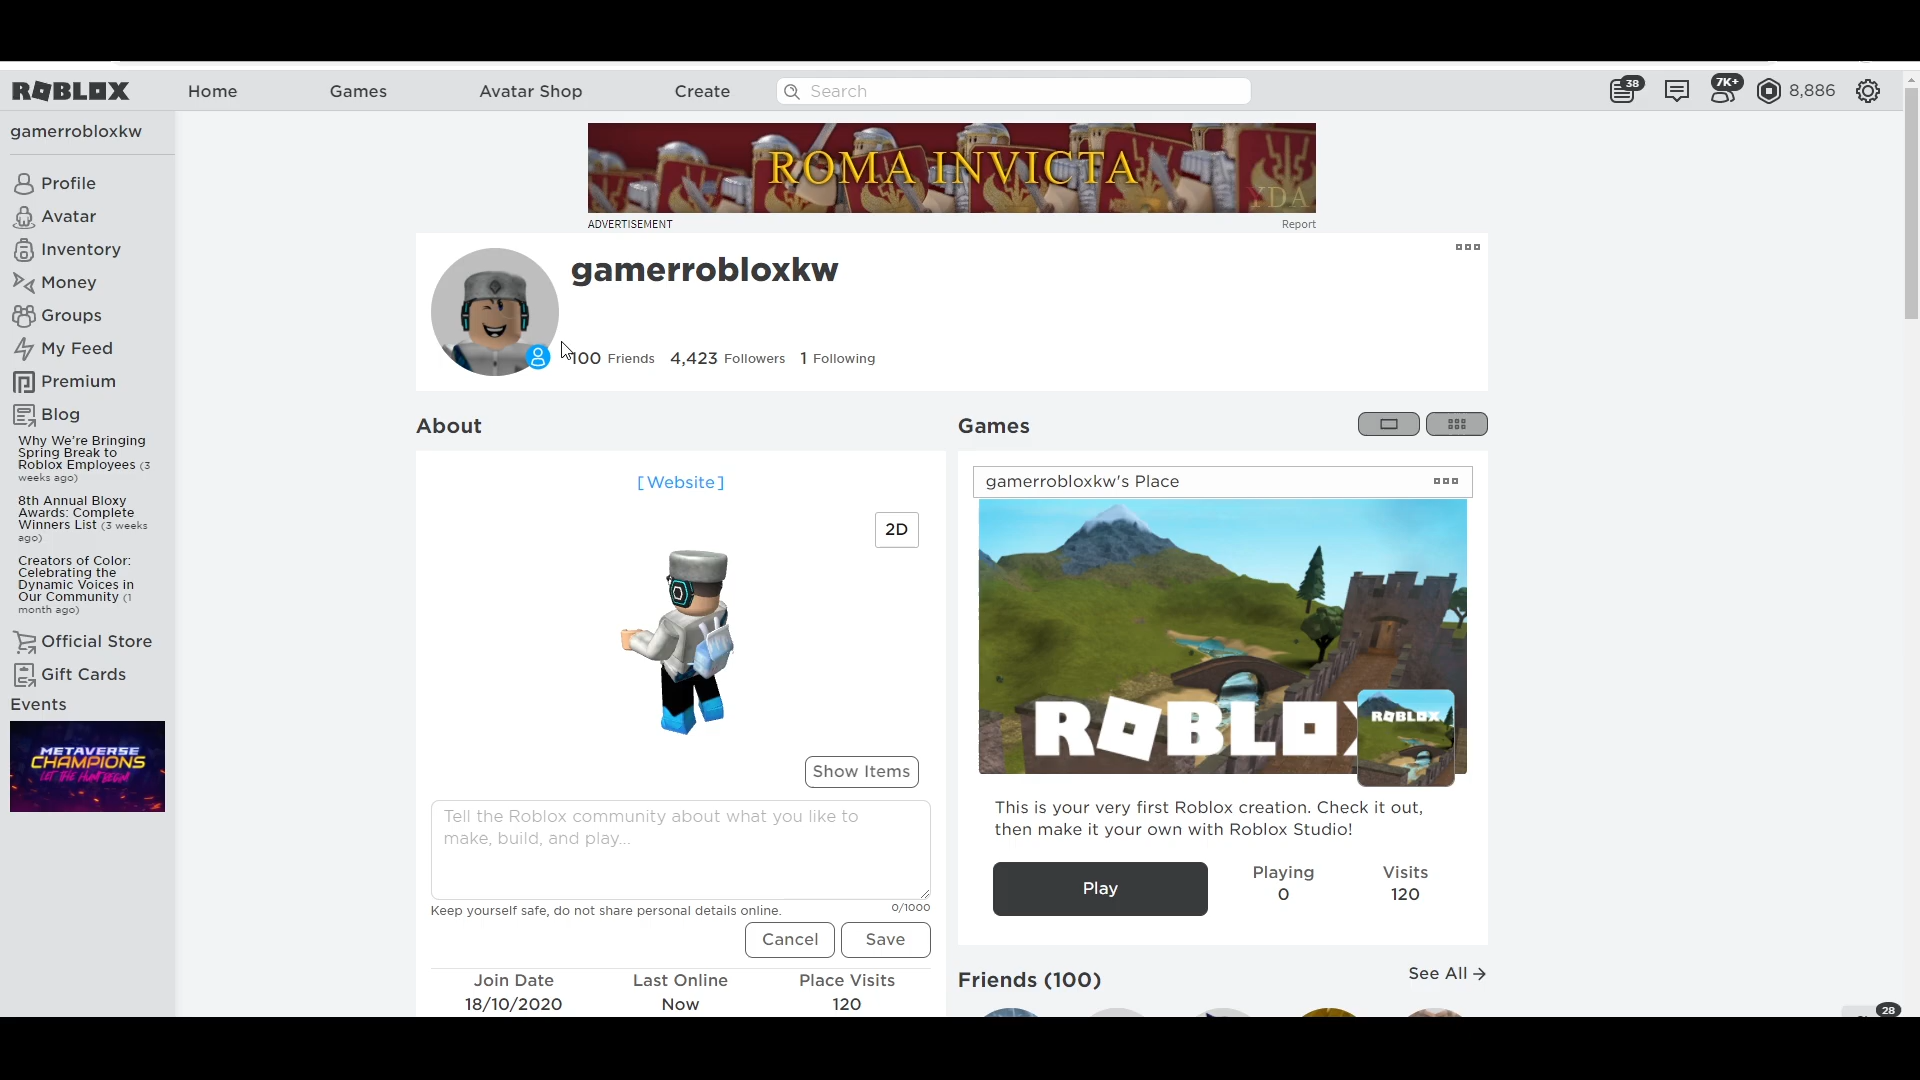 ROBLOX
Home
Games
Avatar Shop
Create
Search
38
7K+
8,886
gamerrobloxkw
Profile
Avatar
Inventory
Money
Groups
My Feed
Premium
Blog
Why We're Bringing
Spring Break to
Roblox Employees (3
weeks ago)
8th Annual Bloxy
Awards: Complete
Winners List (3 weeks
ago)
Creators of Color:
Celebrating the
Dynamic Voices in
Our Community (1
month ago)
Official Store
Gift Cards
Events
METAVERSE
CHAMPIONS
LET THE HUNT BEGIN
ROMA INVICTA
YDA
ADVERTISEMENT
Report
gamerrobloxkw
100 Friends 4,423 Followers 1 Following
About
[Website]
2D
Show Items
Tell the Roblox community about what you like to
make, build, and play...
Keep yourself safe, do not share personal details online.
0/1000
Cancel
Save
Join Date
18/10/2020
Last Online
Now
Place Visits
120
Games
gamerrobloxkw's Place
ROBLOX
ROBLOX
This is your very first Roblox creation. Check it out,
then make it your own with Roblox Studio!
Play
Playing
0
Visits
120
Friends (100)
See All
28